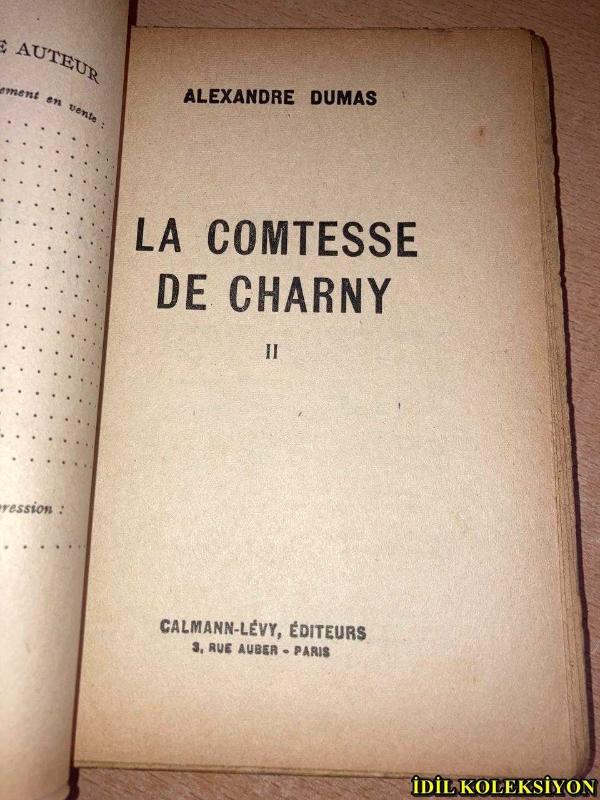 E AUTEUR
ement en vente :
ression :
ALEXANDRE DUMAS
LA COMTESSE
DE CHARNY
II
CALMANN-LÉVY, ÉDITEURS
3, RUE AUBER - PARIS
İDİL KOLEKSİYON